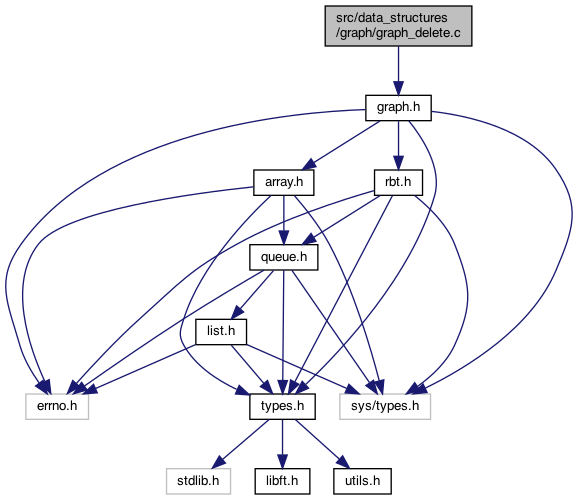 src/data_structures
/graph/graph_delete.c
graph.h
array.h
rbt.h
queue.h
list.h
errno.h
types.h
sys/types.h
stdlib.h
libft.h
utils.h